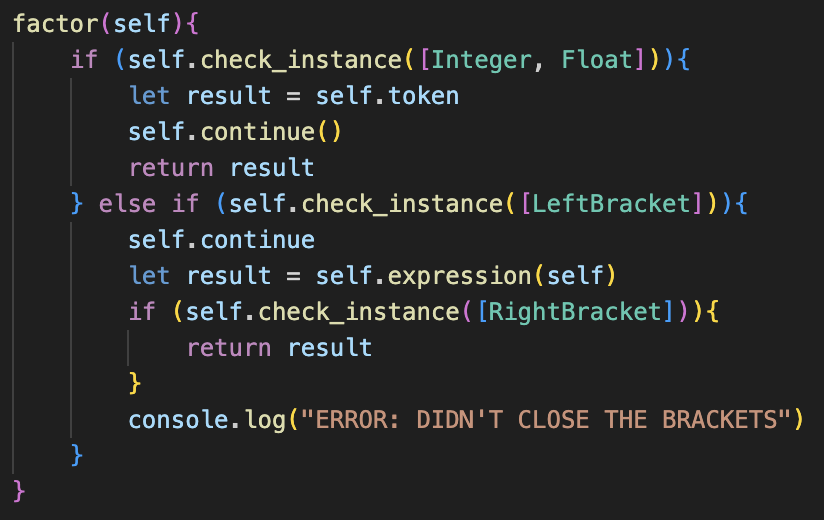 factor(self){
    if (self.check_instance([Integer, Float])){
        let result = self.token
        self.continue()
        return result
    } else if (self.check_instance([LeftBracket])){
        self.continue
        let result = self.expression(self)
        if (self.check_instance([RightBracket])){
            return result
        }
        console.log("ERROR: DIDN'T CLOSE THE BRACKETS")
    }
}